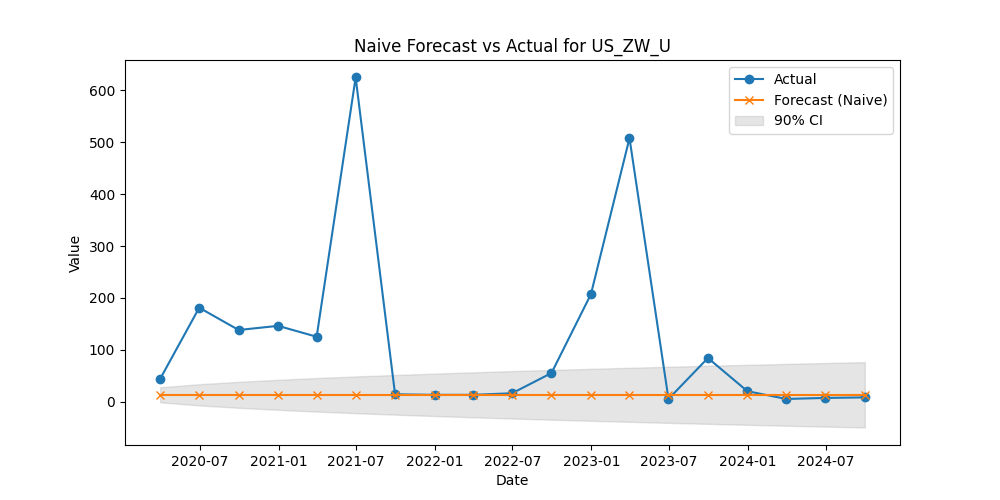 Naive Forecast vs Actual for US_ZW_U
Actual
Forecast (Naive)
90% CI
Value
600
500
400
300
200
100
0
2020-07 2021-01 2021-07 2022-01 2022-07 2023-01 2023-07 2024-01 2024-07
Date